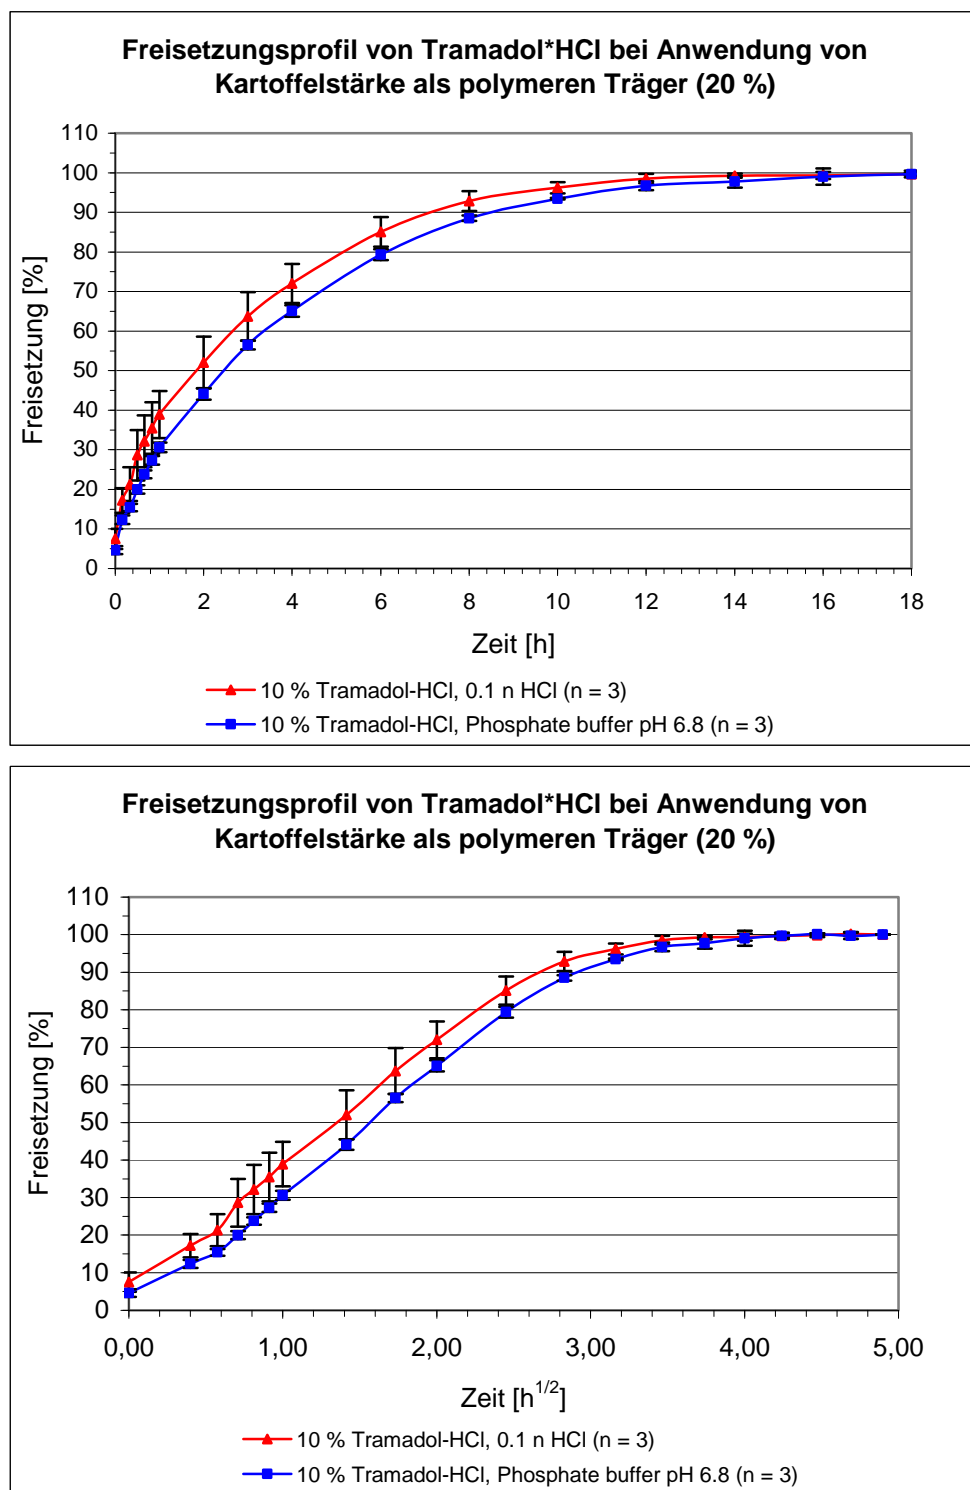 Freisetzungsprofil von Tramadol*HCl bei Anwendung von
Kartoffelstärke als polymeren Träger (20 %)
110
100
90
80
70
60
50
40
30
20
10
0
Freisetzung [%]
0 2 4 6 8 10 12 14 16 18
Zeit [h]
10 % Tramadol-HCl, 0.1 n HCl (n = 3)
10 % Tramadol-HCl, Phosphate buffer pH 6.8 (n = 3)
Freisetzungsprofil von Tramadol*HCl bei Anwendung von
Kartoffelstärke als polymeren Träger (20 %)
110
100
90
80
70
60
50
40
30
20
10
0
Freisetzung [%]
0,00 1,00 2,00 3,00 4,00 5,00
Zeit [h^1/2]
10 % Tramadol-HCl, 0.1 n HCl (n = 3)
10 % Tramadol-HCl, Phosphate buffer pH 6.8 (n = 3)